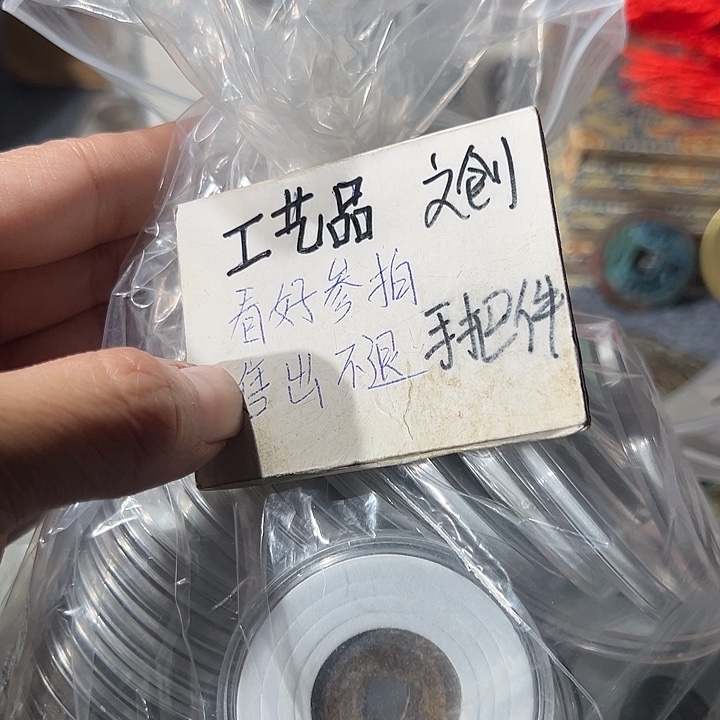 工艺品 文创
看好参拍
售出不退 手把件